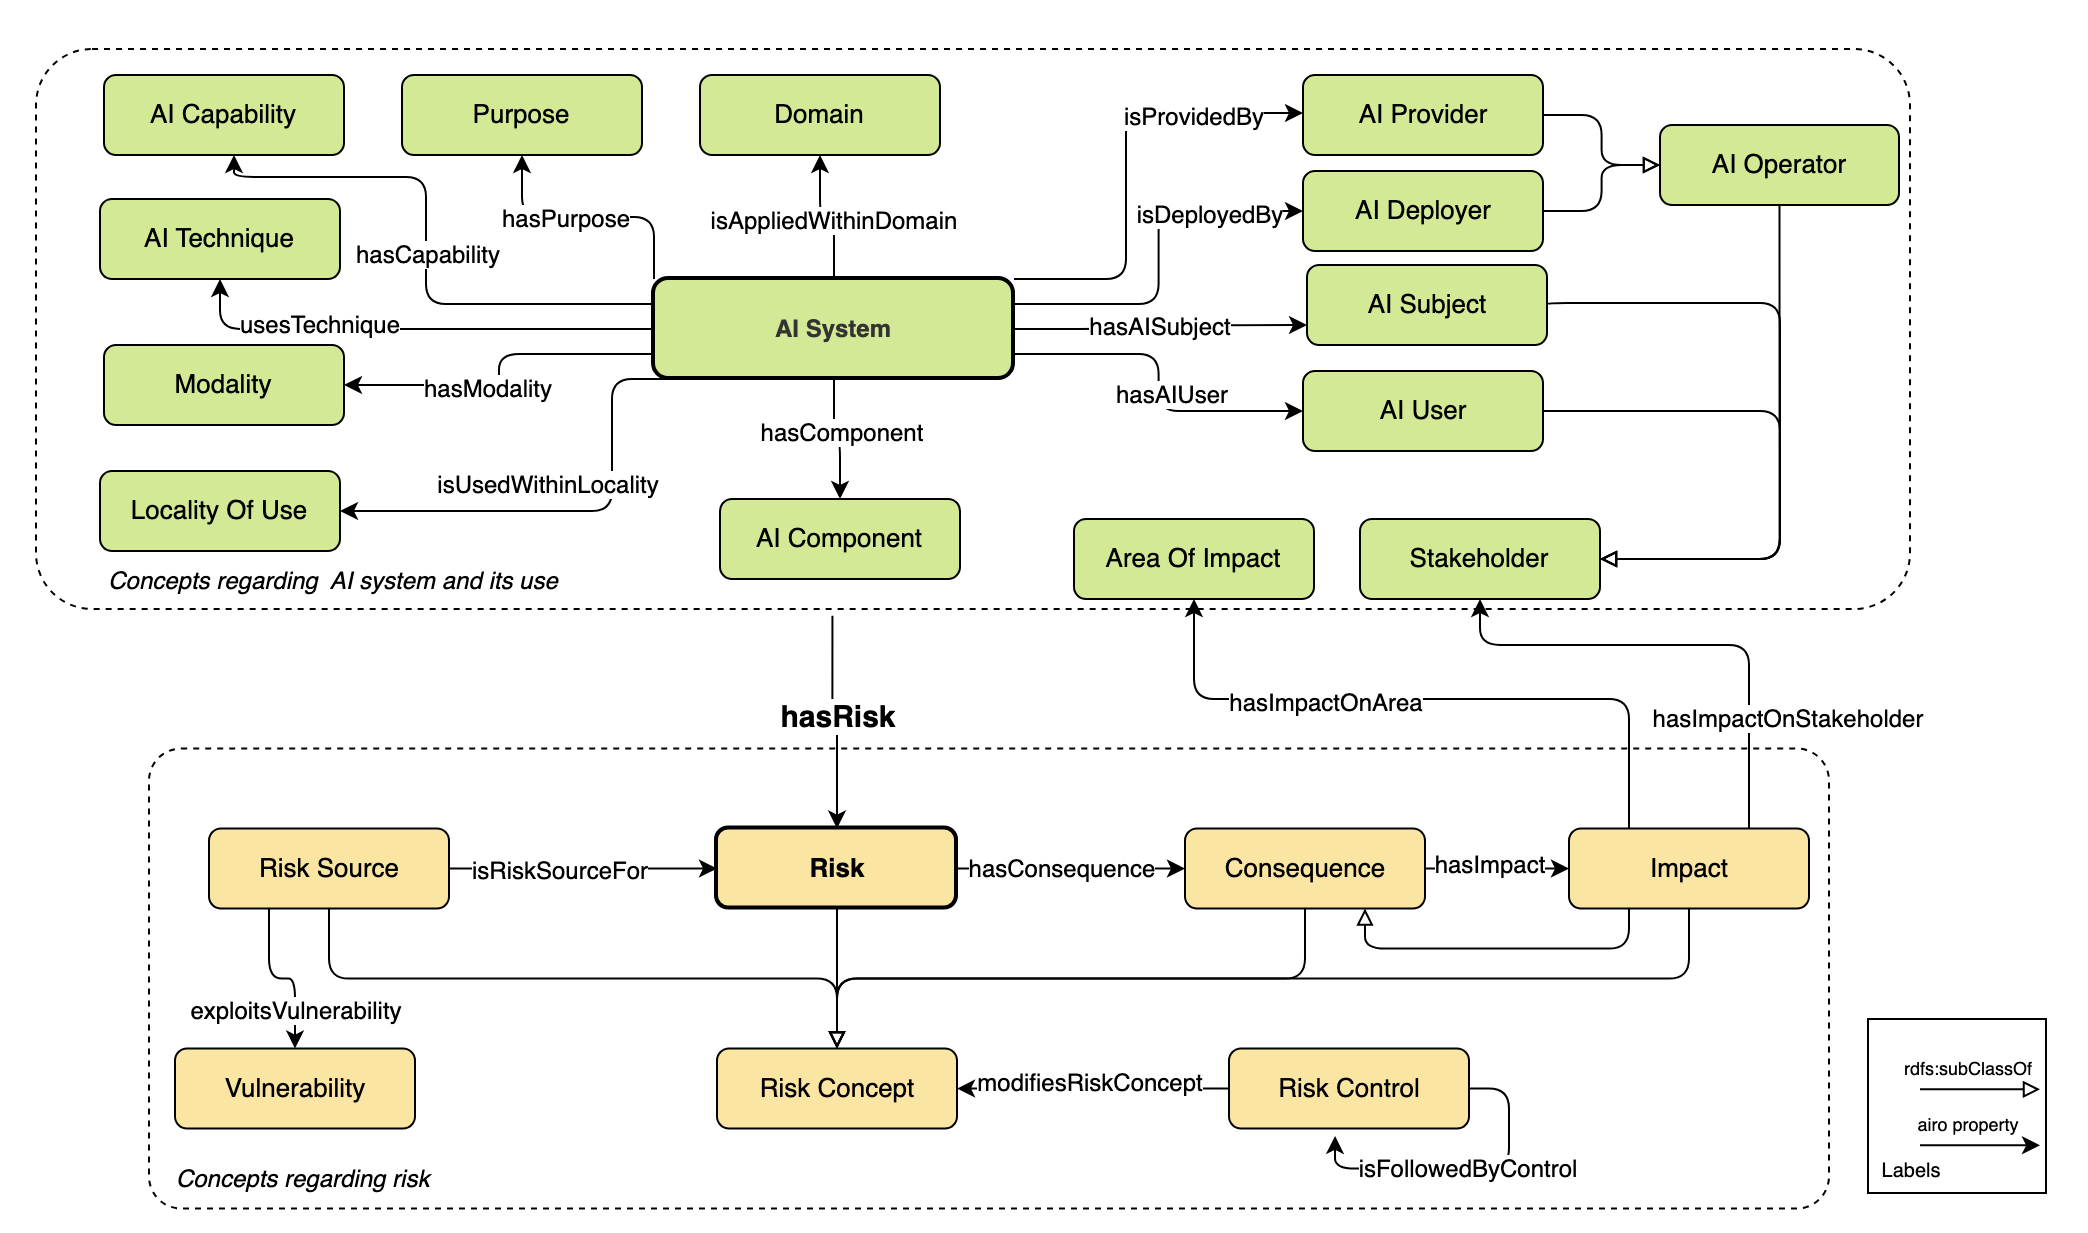 AI Capability
Purpose
Domain
isProvidedBy
AI Provider
AI Operator
AI Technique
hasPurpose
isAppliedWithinDomain
isDeployedBy
AI Deployer
hasCapability
AI System
AI Subject
usesTechnique
hasAISubject
Modality
hasModality
hasAIUser
AI User
hasComponent
isUsedWithinLocality
Locality Of Use
AI Component
Area Of Impact
Stakeholder
Concepts regarding  AI system and its use
hasRisk
hasImpactOnArea
hasImpactOnStakeholder
Risk Source
isRiskSourceFor
Risk
hasConsequence
Consequence
hasImpact
Impact
exploitsVulnerability
Vulnerability
Risk Concept
modifiesRiskConcept
Risk Control
isFollowedByControl
Concepts regarding risk
rdfs:subClassOf
airo property
Labels